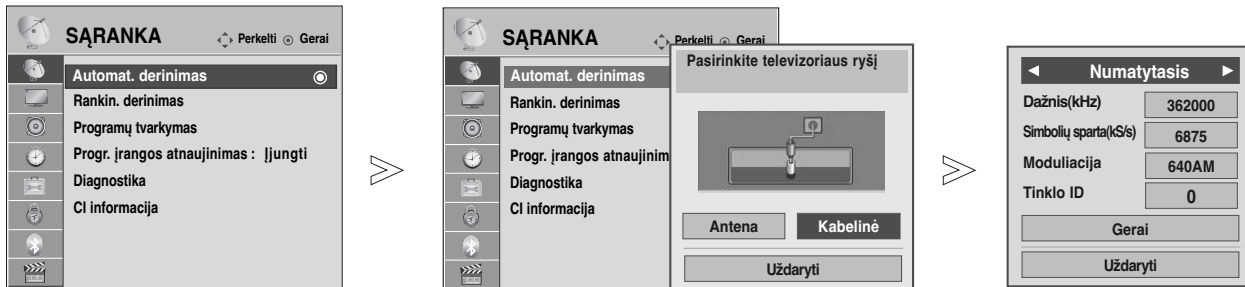 SĄRANKA
Perkelti Gerai
Automat. derinimas
Rankin. derinimas
Programų tvarkymas
Progr. įrangos atnaujinimas : Įjungti
Diagnostika
CI informacija
SĄRANKA
Perkelti Gerai
Automat. derinimas
Rankin. derinimas
Programų tvarkymas
Progr. įrangos atnaujinim
Diagnostika
CI informacija
Pasirinkite televizoriaus ryšį
Antena Kabelinė
Uždaryti
Numatytasis
Dažnis(kHz) 362000
Simbolių sparta(kS/s) 6875
Moduliacija 640AM
Tinklo ID 0
Gerai
Uždaryti